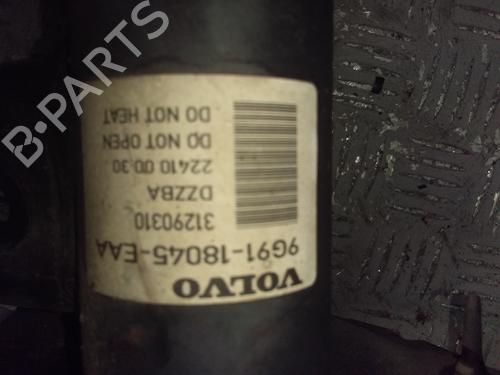 VOLVO
9G91-18045-EAA
31290310
DZZBA
22410 00:30
DO NOT OPEN
DO NOT HEAT
B-PARTS